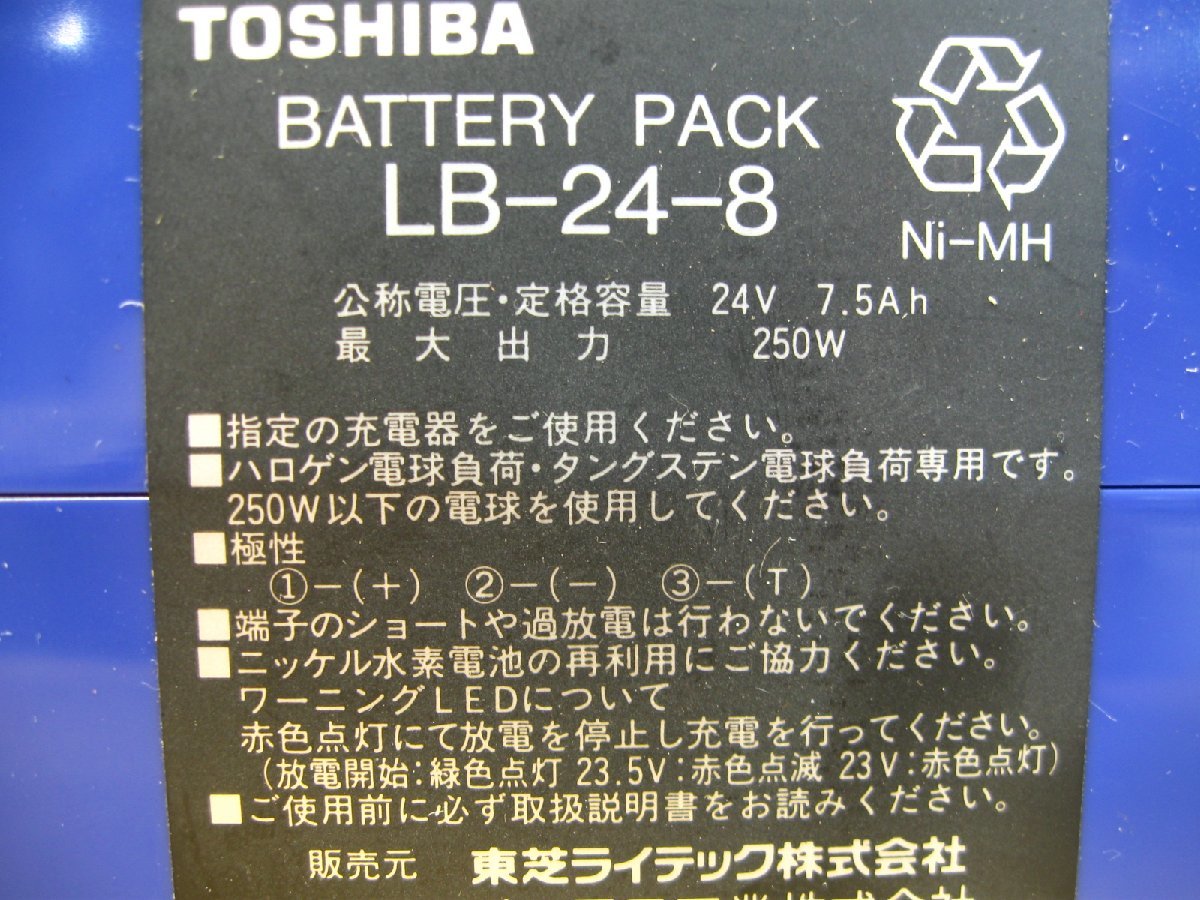 TOSHIBA
BATTERY PACK
LB-24-8
Ni-MH
公称電圧・定格容量 24V 7.5Ah
最大出力 250W
■指定の充電器をご使用ください。
■ハロゲン電球負荷・タングステン電球負荷専用です。
250W以下の電球を使用してください。
■極性
①-(+) ②-(-) ③-(T)
■端子のショートや過放電は行わないでください。
■ニッケル水素電池の再利用にご協力ください。
ワーニングLEDについて
赤色点灯にて放電を停止し充電を行ってください。
(放電開始:緑色点灯 23.5V:赤色点滅 23V:赤色点灯)
■ご使用前に必ず取扱説明書をお読みください。
販売元 東芝ライテック株式会社